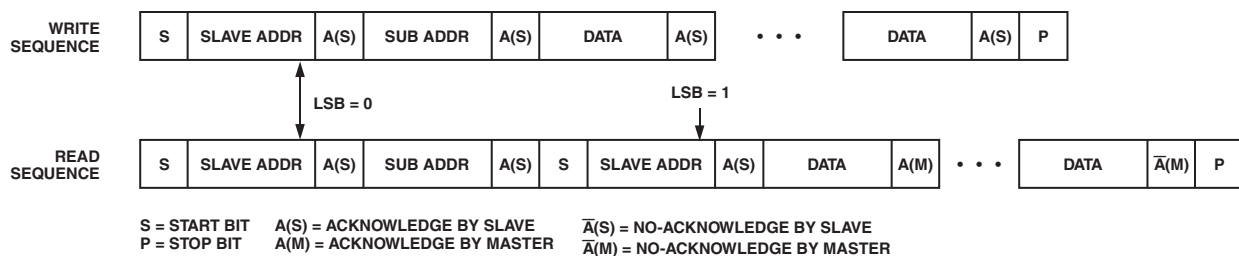 WRITE SEQUENCE S SLAVE ADDR A(S) SUB ADDR A(S) DATA A(S) • • • DATA A(S) P
LSB = 0 LSB = 1
READ SEQUENCE S SLAVE ADDR A(S) SUB ADDR A(S) S SLAVE ADDR A(S) DATA A(M) • • • DATA A̅(M) P
S = START BIT A(S) = ACKNOWLEDGE BY SLAVE A̅(S) = NO-ACKNOWLEDGE BY SLAVE
P = STOP BIT A(M) = ACKNOWLEDGE BY MASTER A̅(M) = NO-ACKNOWLEDGE BY MASTER